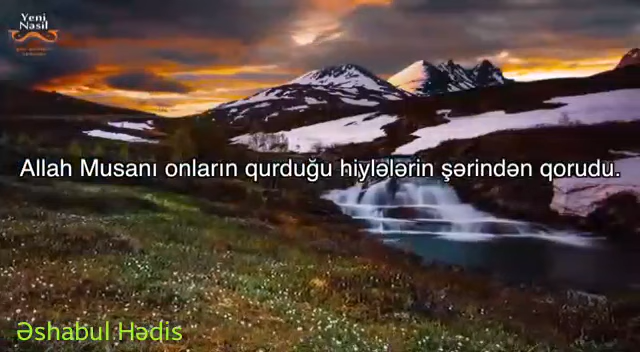 Yeni
Nəsil
Allah Musanı onların qurduğu hiylələrin şərindən qorudu.
Əshabul Hədis